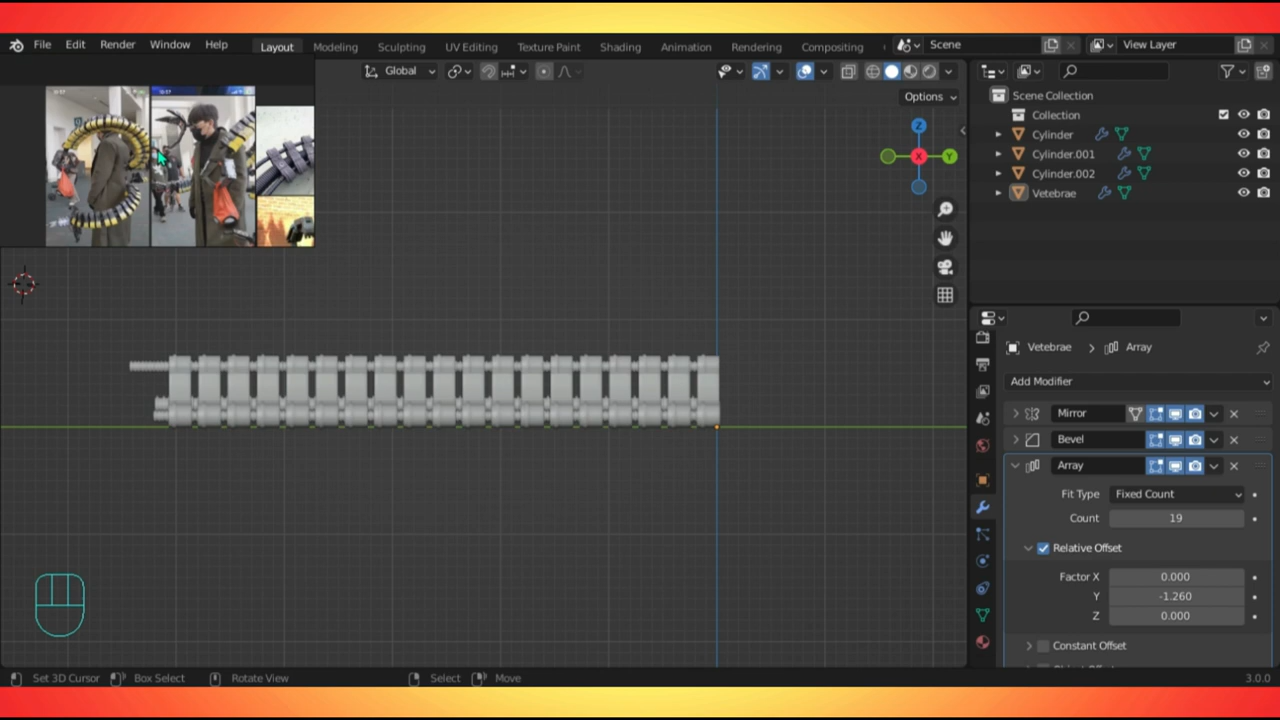 File Edit Render Window Help
Layout Modeling Sculpting UV Editing Texture Paint Shading Animation Rendering Compositing
Scene
View Layer
Global
Options
Z
X
Y
Scene Collection
Collection
Cylinder
Cylinder.001
Cylinder.002
Vetebrae
Vetebrae > Array
Add Modifier
Mirror
Bevel
Array
Fit Type Fixed Count
Count 19
Relative Offset
Factor X 0.000
Y -1.260
Z 0.000
Constant Offset
Set 3D Cursor Box Select Rotate View Select Move 3.0.0